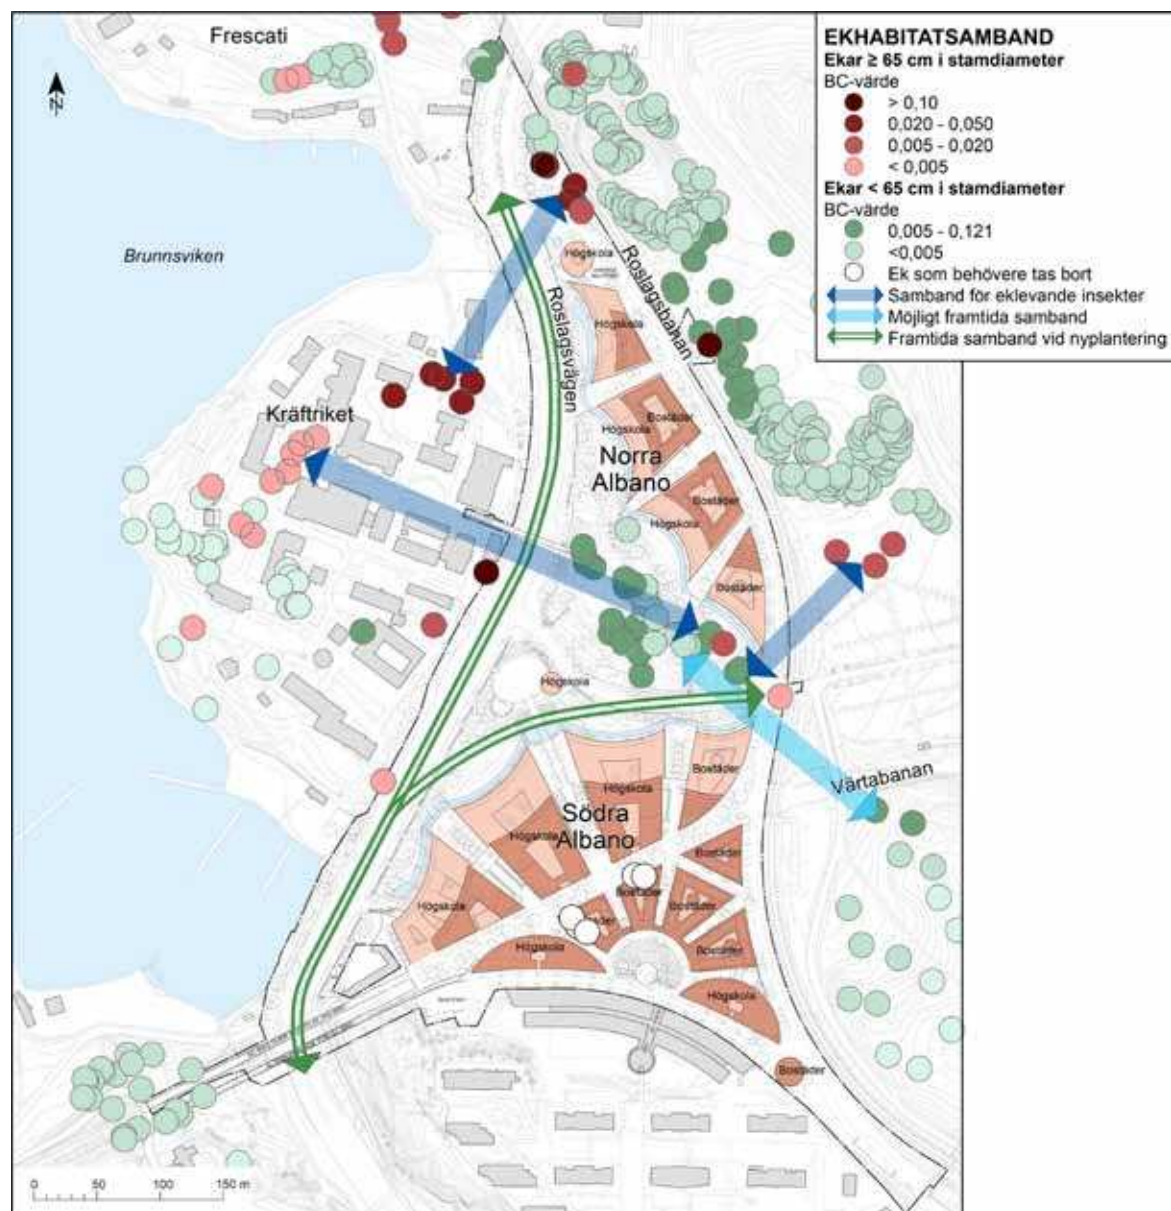 Frescati
N
Brunnsviken
EKHABITATSAMBAND
Ekar ≥ 65 cm i stamdiameter
BC-värde
> 0,10
0,020 - 0,050
0,005 - 0,020
< 0,005
Ekar < 65 cm i stamdiameter
BC-värde
0,005 - 0,121
<0,005
Ek som behövere tas bort
Samband för eklevande insekter
Möjligt framtida samband
Framtida samband vid nyplantering
Roslagsvägen
Roslagsbanan
Högskola
Högskola
Bostäder
Högskola
Kräftriket
Norra
Albano
Bostäder
Högskola
Bostäder
Högskola
Värtabanan
Bostäder
Högskola
Södra
Albano
Högskola
Bostäder
Bostäder
Bostäder
Högskola
Bostäder
Högskola
Högskola
Bostäder
0 50 100 150 m